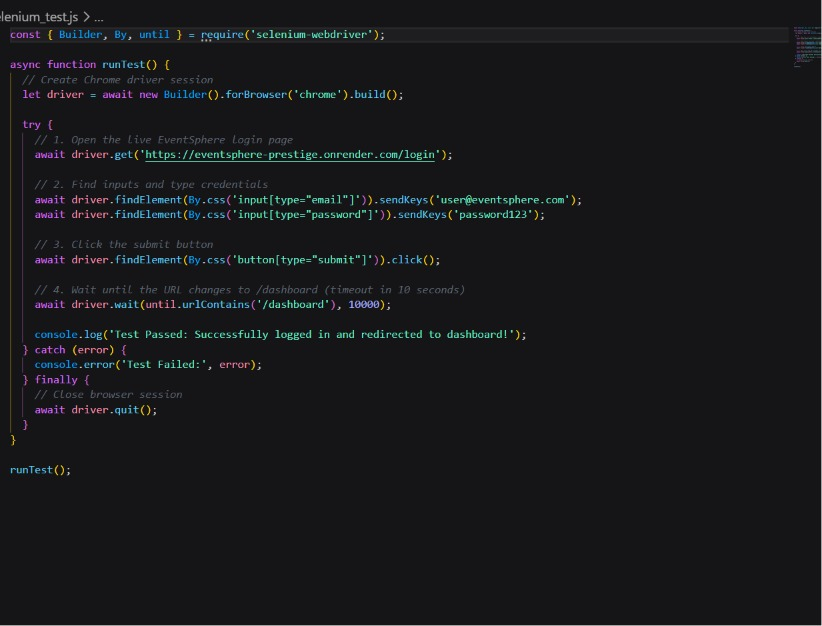 elenium_test.js > ...
const { Builder, By, until } = require('selenium-webdriver');
async function runTest() {
// Create Chrome driver session
let driver = await new Builder().forBrowser('chrome').build();
try {
// 1. Open the live EventSphere login page
await driver.get('https://eventsphere-prestige.onrender.com/login');
// 2. Find inputs and type credentials
await driver.findElement(By.css('input[type="email"]')).sendKeys('user@eventsphere.com');
await driver.findElement(By.css('input[type="password"]')).sendKeys('password123');
// 3. Click the submit button
await driver.findElement(By.css('button[type="submit"]')).click();
// 4. Wait until the URL changes to /dashboard (timeout in 10 seconds)
await driver.wait(until.urlContains('/dashboard'), 10000);
console.log('Test Passed: Successfully logged in and redirected to dashboard!');
} catch (error) {
console.error('Test Failed:', error);
} finally {
// Close browser session
await driver.quit();
}
}
runTest();